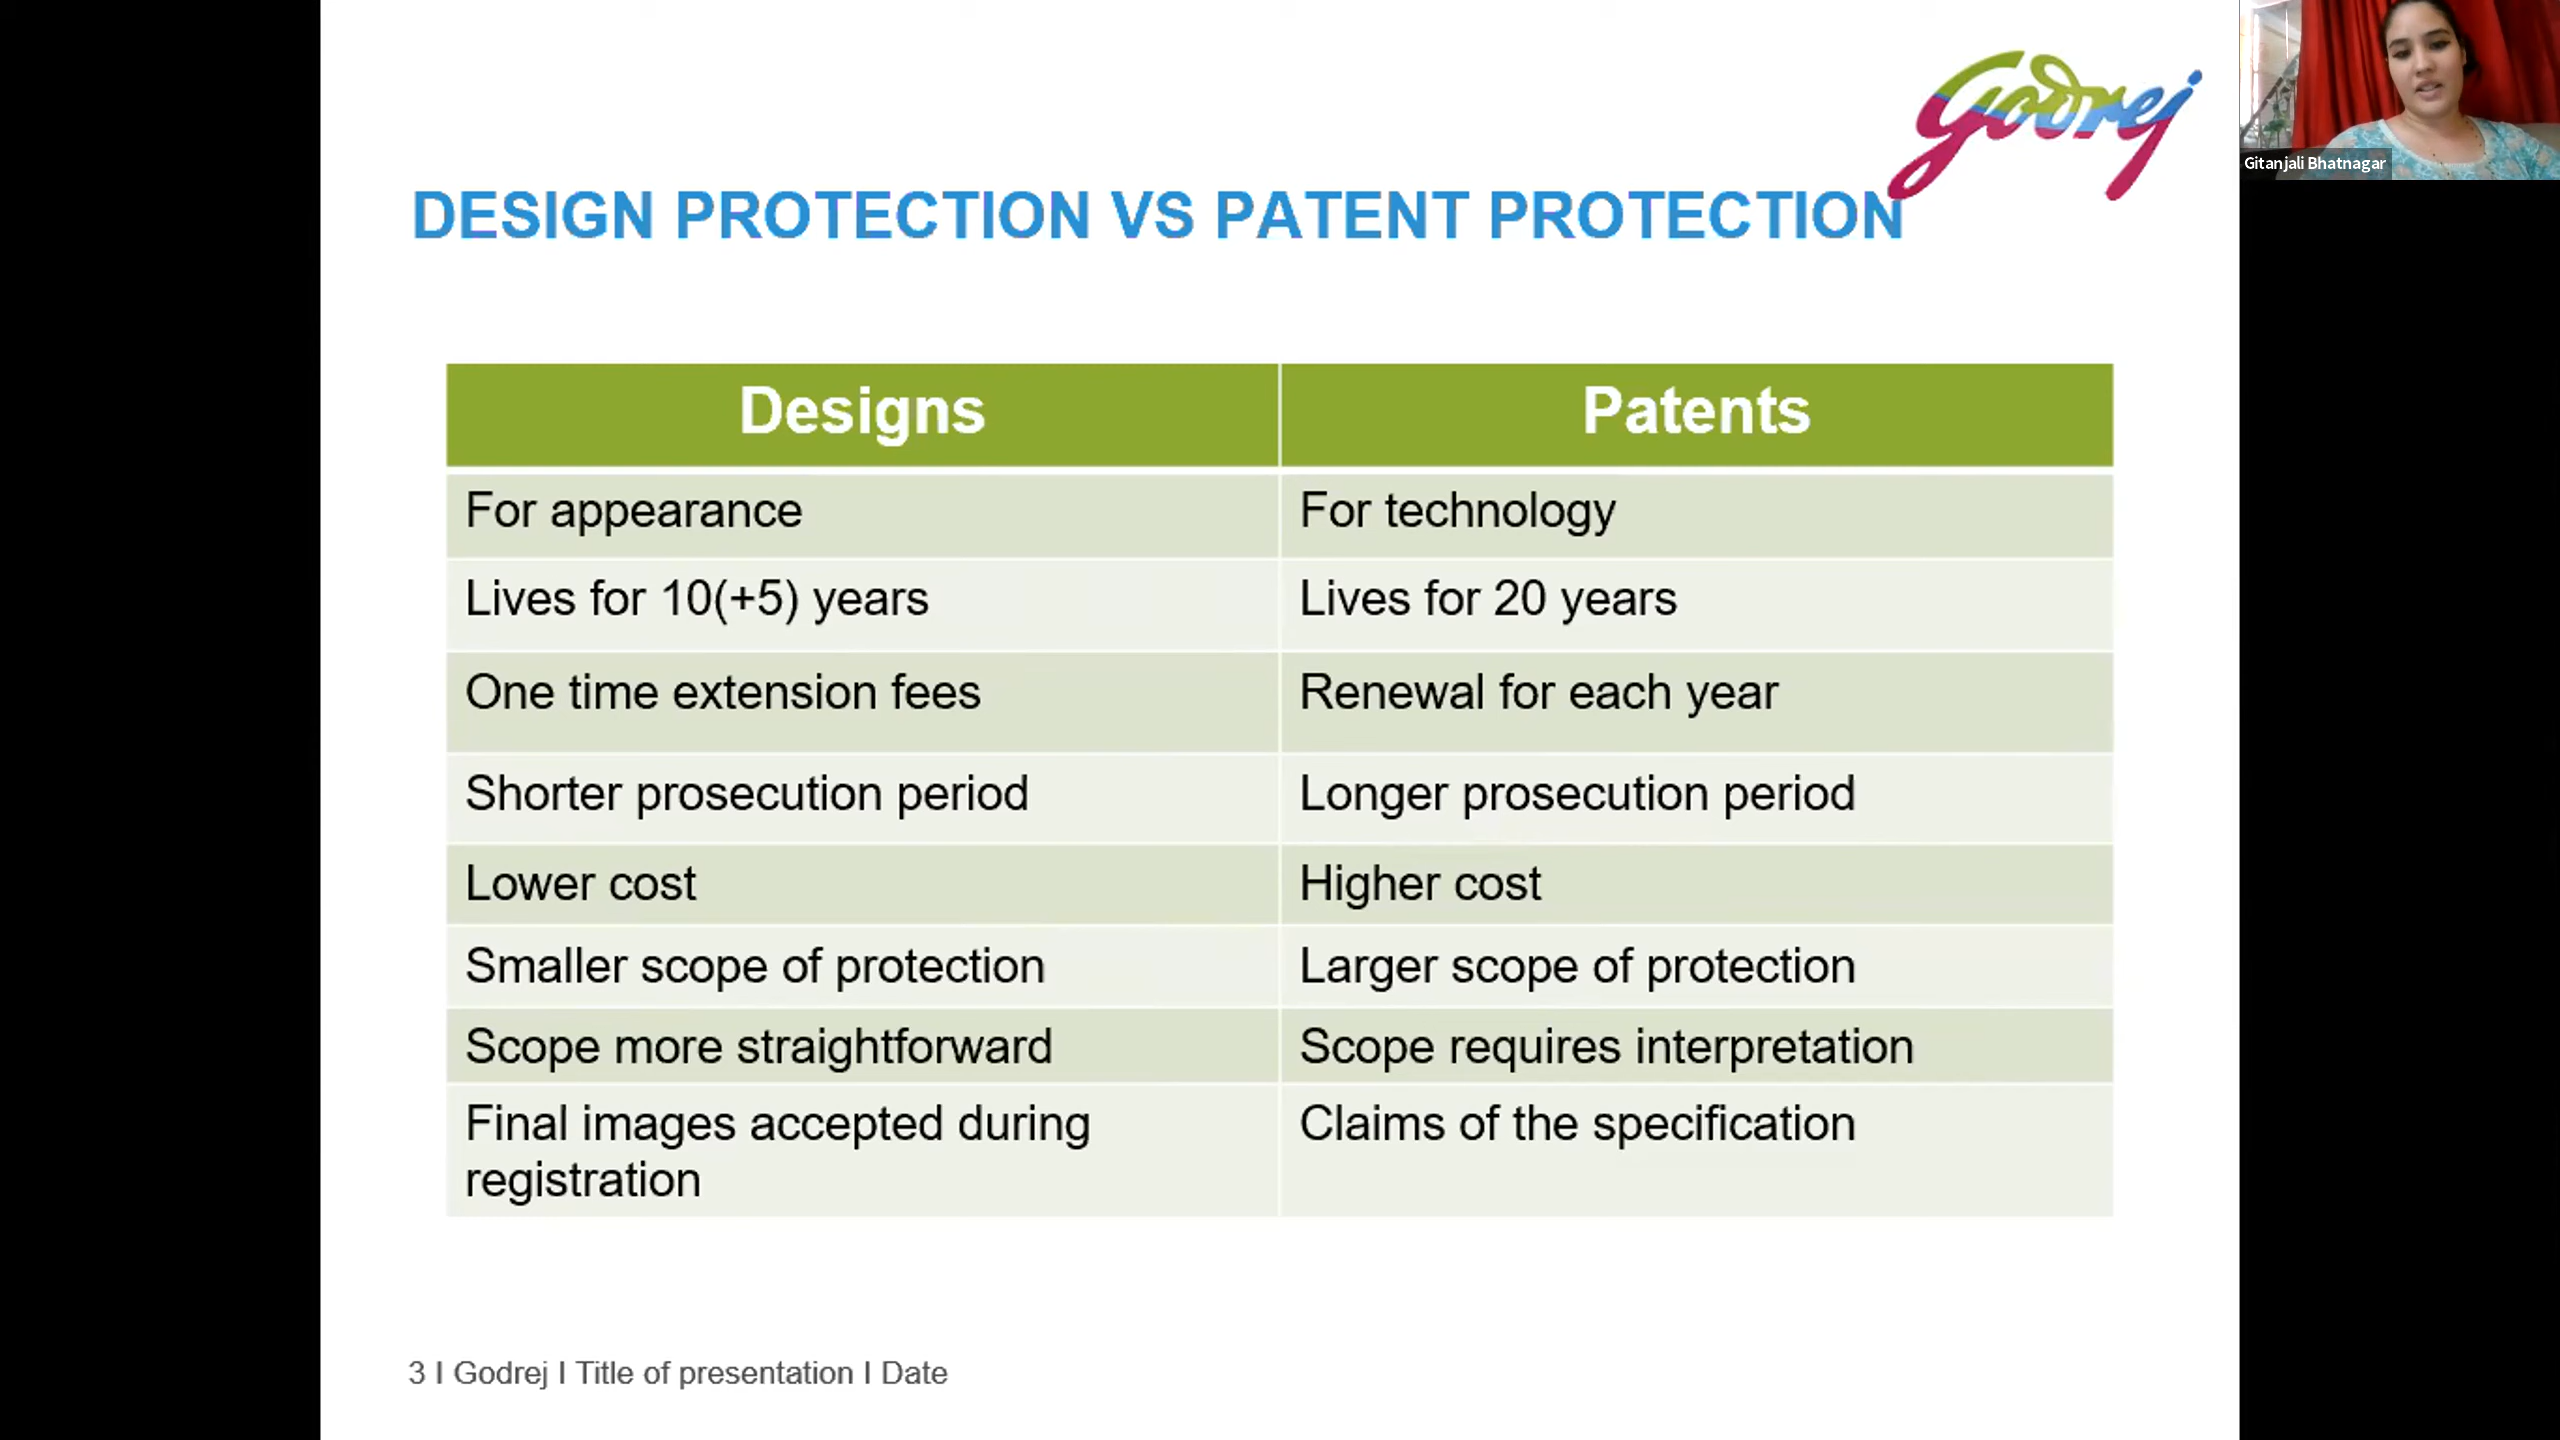 Godrej
Gitanjali Bhatnagar
DESIGN PROTECTION VS PATENT PROTECTION
Designs Patents
For appearance For technology
Lives for 10(+5) years Lives for 20 years
One time extension fees Renewal for each year
Shorter prosecution period Longer prosecution period
Lower cost Higher cost
Smaller scope of protection Larger scope of protection
Scope more straightforward Scope requires interpretation
Final images accepted during Claims of the specification
registration
3 I Godrej I Title of presentation I Date